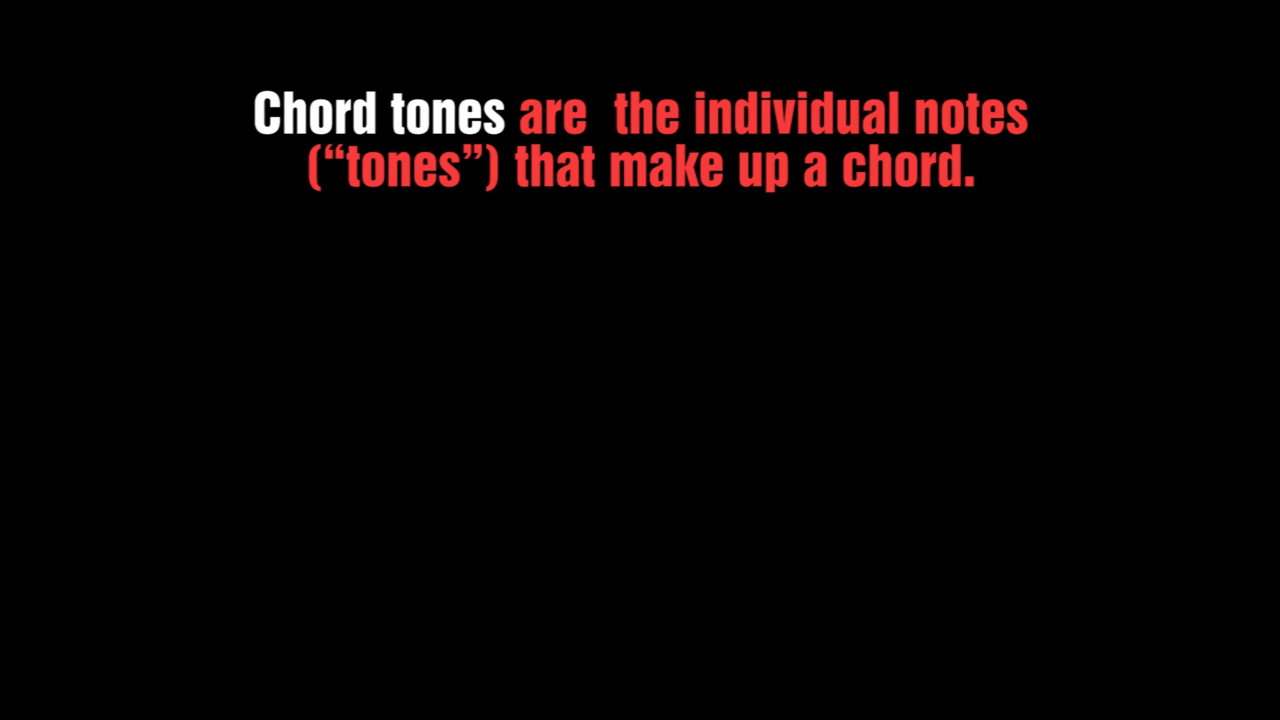 Chord tones are  the individual notes
(“tones”) that make up a chord.